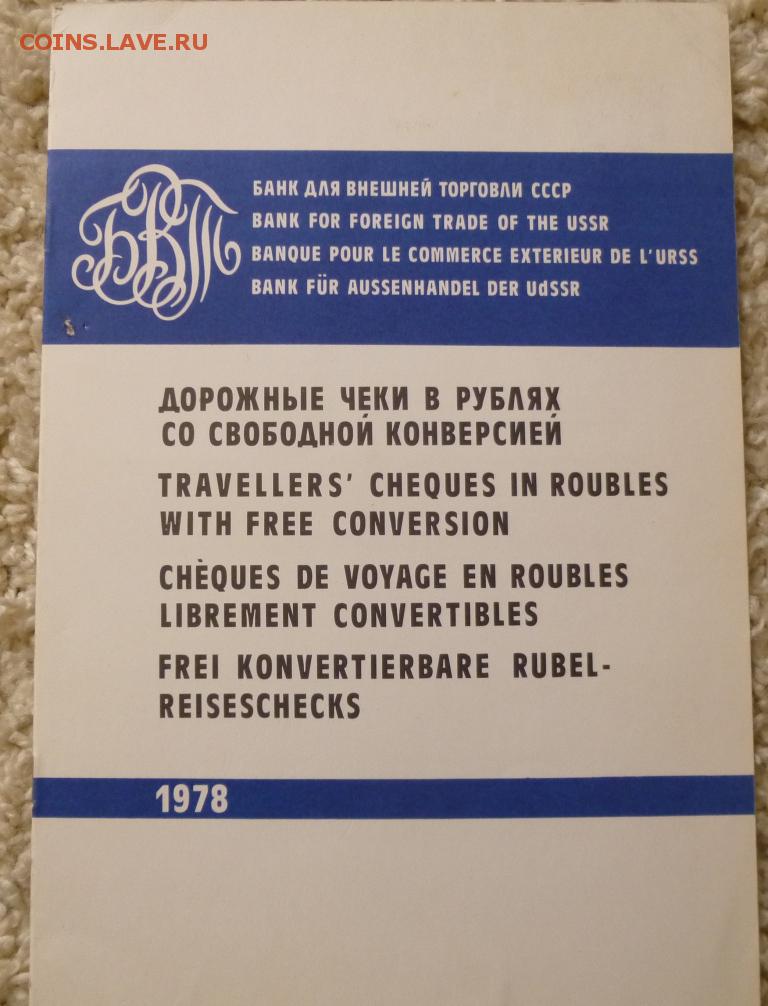 COINS.LAVE.RU
БВТ
БАНК ДЛЯ ВНЕШНЕЙ ТОРГОВЛИ СССР
BANK FOR FOREIGN TRADE OF THE USSR
BANQUE POUR LE COMMERCE EXTERIEUR DE L'URSS
BANK FÜR AUSSENHANDEL DER UdSSR
ДОРОЖНЫЕ ЧЕКИ В РУБЛЯХ
СО СВОБОДНОЙ КОНВЕРСИЕЙ
TRAVELLERS' CHEQUES IN ROUBLES
WITH FREE CONVERSION
CHÈQUES DE VOYAGE EN ROUBLES
LIBREMENT CONVERTIBLES
FREI KONVERTIERBARE RUBEL-
REISESCHECKS
1978